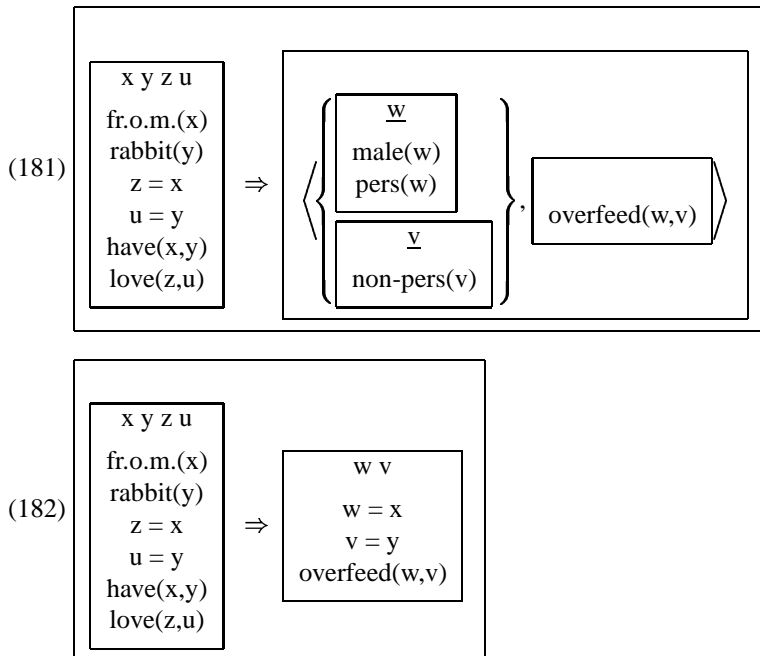 (181)
x y z u
fr.o.m.(x)
rabbit(y)
z = x
u = y
have(x,y)
love(z,u)
⇒
⟨ {
w
male(w)
pers(w)
v
non-pers(v)
} ,
overfeed(w,v)
⟩
(182)
x y z u
fr.o.m.(x)
rabbit(y)
z = x
u = y
have(x,y)
love(z,u)
⇒
w v
w = x
v = y
overfeed(w,v)